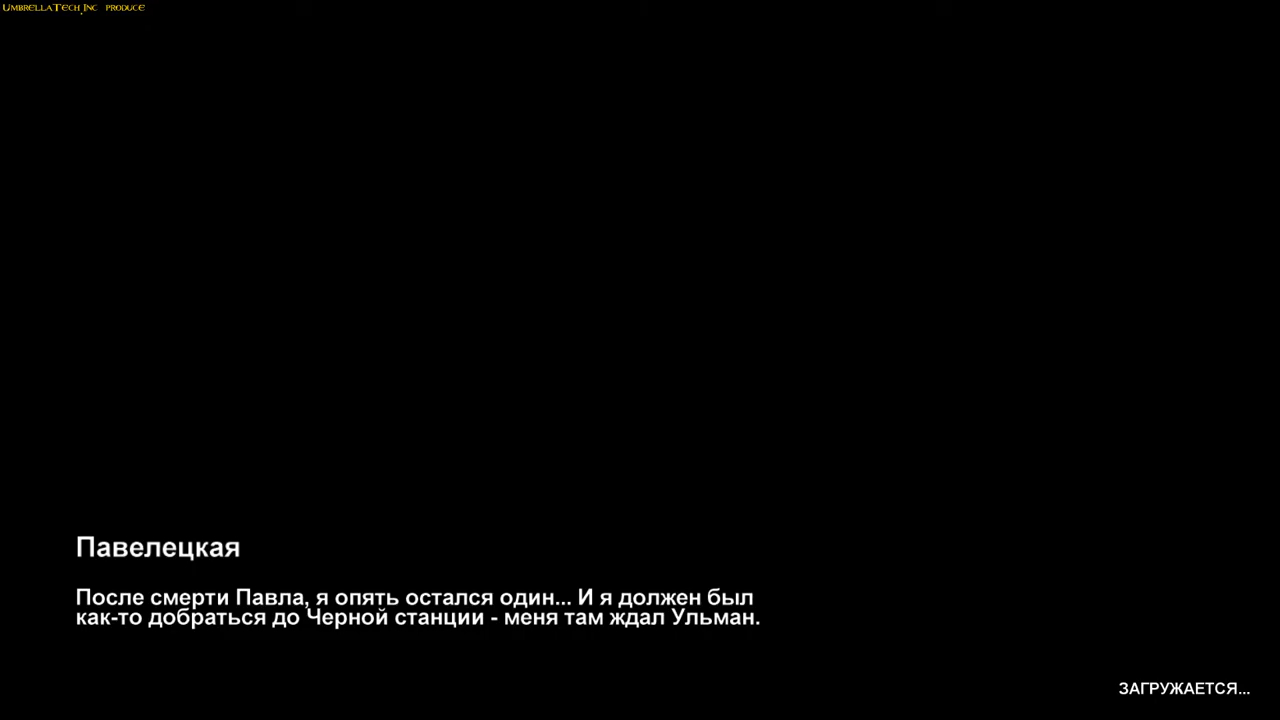 UmbrellaTech.Inc produce
Павелецкая
После смерти Павла, я опять остался один... И я должен был
как-то добраться до Черной станции - меня там ждал Ульман.
ЗАГРУЖАЕТСЯ...